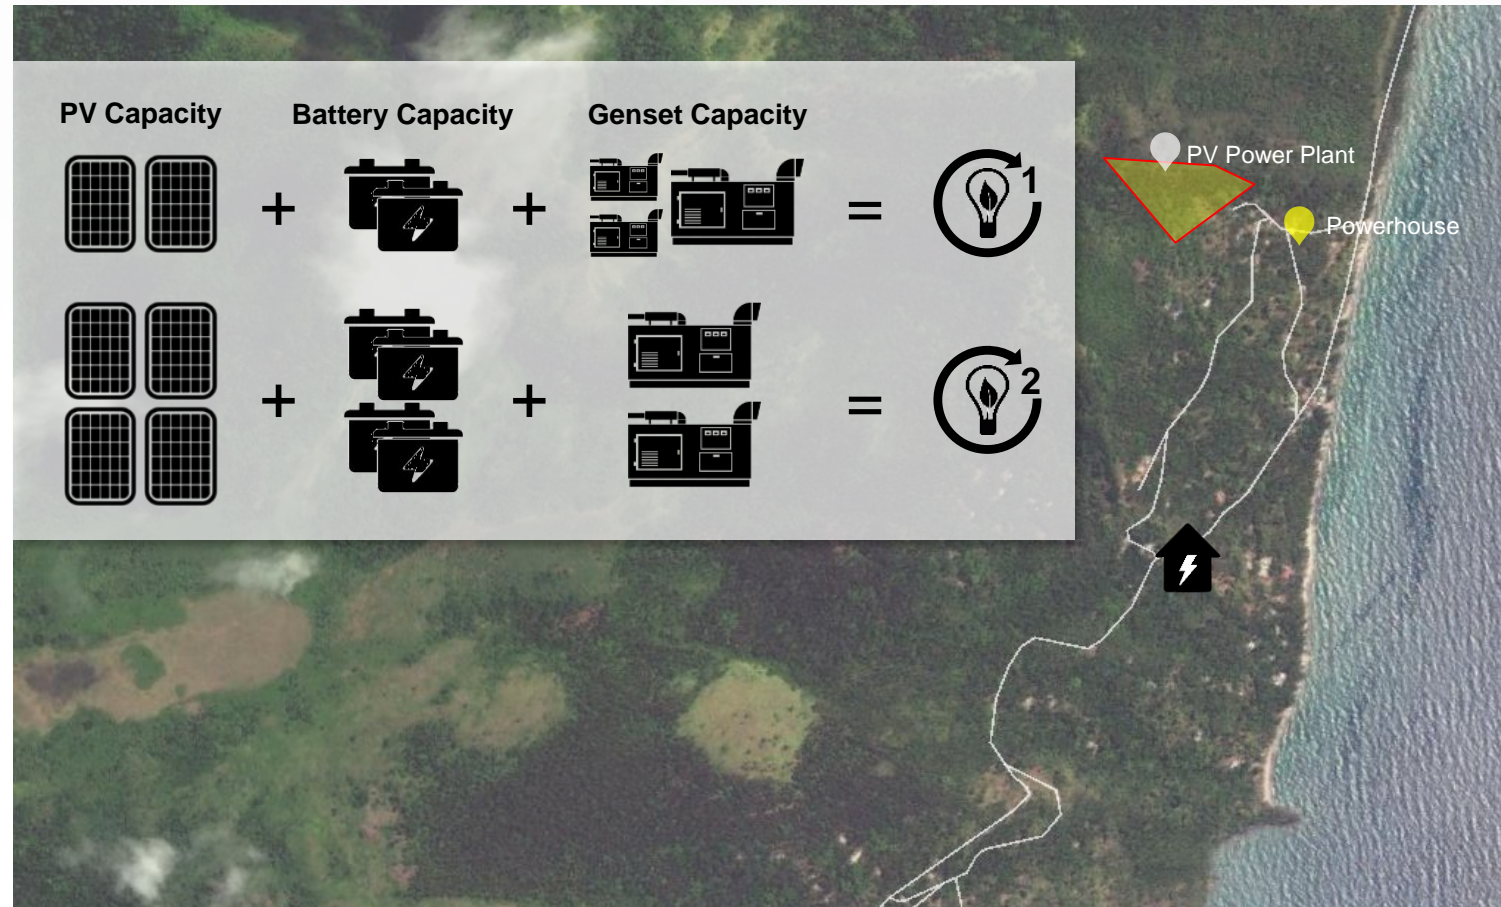 PV Capacity
Battery Capacity
Genset Capacity
+
+
=
1
+
+
=
2
PV Power Plant
Powerhouse